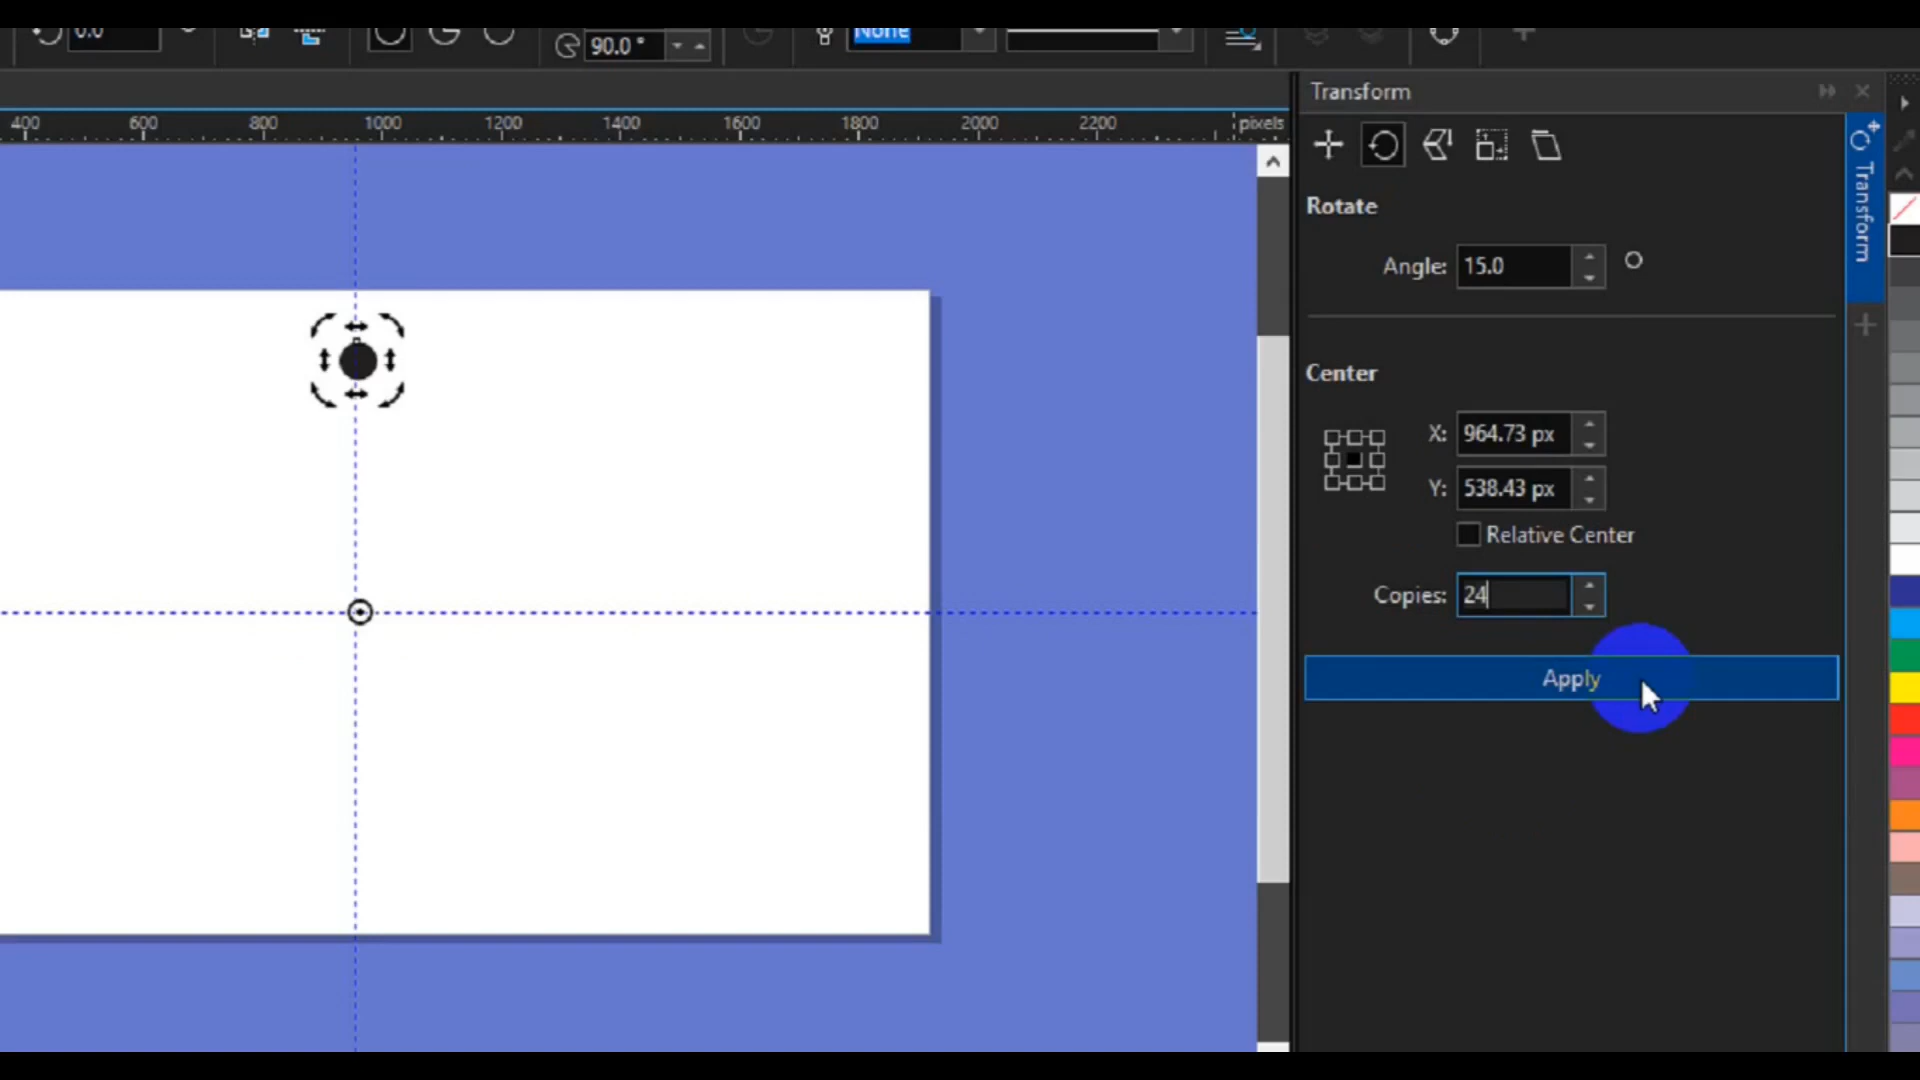 0.0
90.0 °
None
Transform
400 600 800 1000 1200 1400 1600 1800 2000 2200 pixels
Transform
Rotate
Angle: 15.0 °
Center
X: 964.73 px
Y: 538.43 px
Relative Center
Copies: 24
Apply